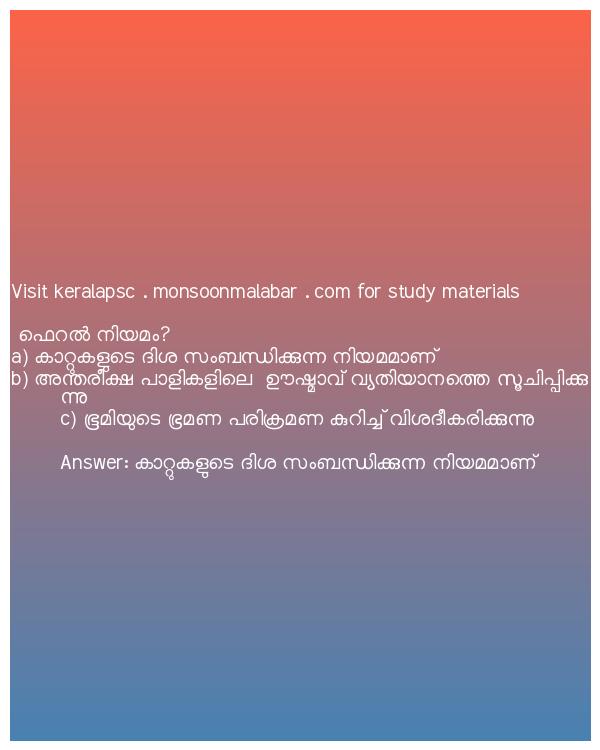 Visit keralapsc . monsoonmalabar . com for study materials
ഫെറൽ നിയമം?
a) കാറ്റുകളുടെ ദിശ സംബന്ധിക്കുന്ന നിയമമാണ്
b) അന്തരീക്ഷ പാളികളിലെ ഊഷ്മാവ് വ്യതിയാനത്തെ സൂചിപ്പിക്കു
ന്നു
c) ഭൂമിയുടെ ഭ്രമണ പരിക്രമണ കുറിച്ച് വിശദീകരിക്കുന്നു
Answer: കാറ്റുകളുടെ ദിശ സംബന്ധിക്കുന്ന നിയമമാണ്